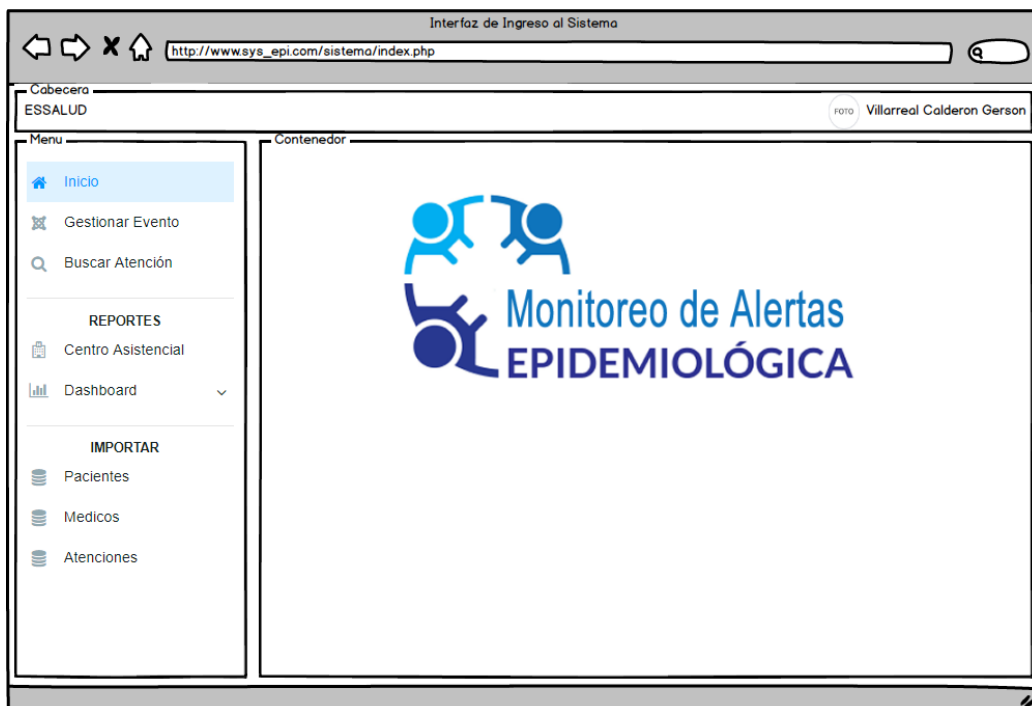 Interfaz de Ingreso al Sistema
http://www.sys_epi.com/sistema/index.php
Cabecera
ESSALUD
FOTO Villarreal Calderon Gerson
Menu
Inicio
Gestionar Evento
Buscar Atención
REPORTES
Centro Asistencial
Dashboard
IMPORTAR
Pacientes
Medicos
Atenciones
Contenedor
Monitoreo de Alertas
EPIDEMIOLÓGICA